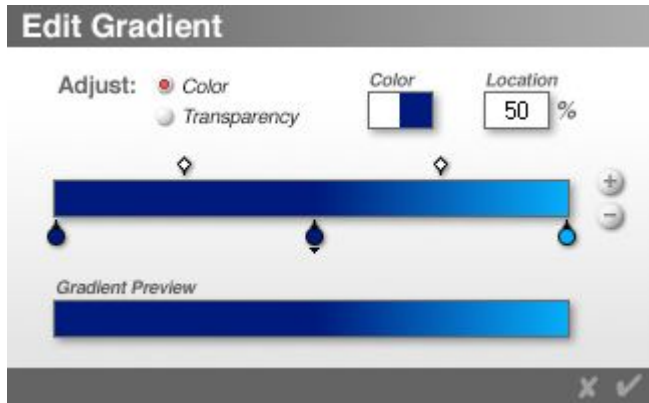 Edit Gradient
Adjust: Color Color Location
Transparency 50 %
Gradient Preview